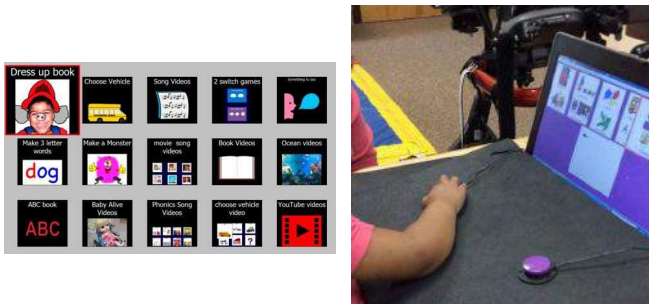 Dress up book
Choose Vehicle
Song Videos
2 switch games
Something to say
Make 3 letter
words
dog
Make a Monster
movie song
videos
Book Videos
Ocean videos
ABC book
ABC
Baby Alive
Videos
Phonics Song
Videos
choose vehicle
video
YouTube videos